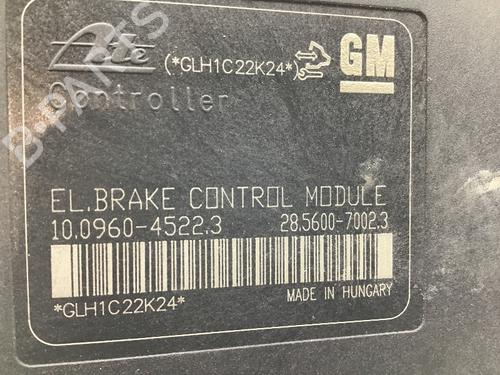 Ate (*GLH1C22K24*) GM
Controller
EL.BRAKE CONTROL MODULE
10.0960-4522.3 28.5600-7002.3
*GLH1C22K24* MADE IN HUNGARY
B-PARTS